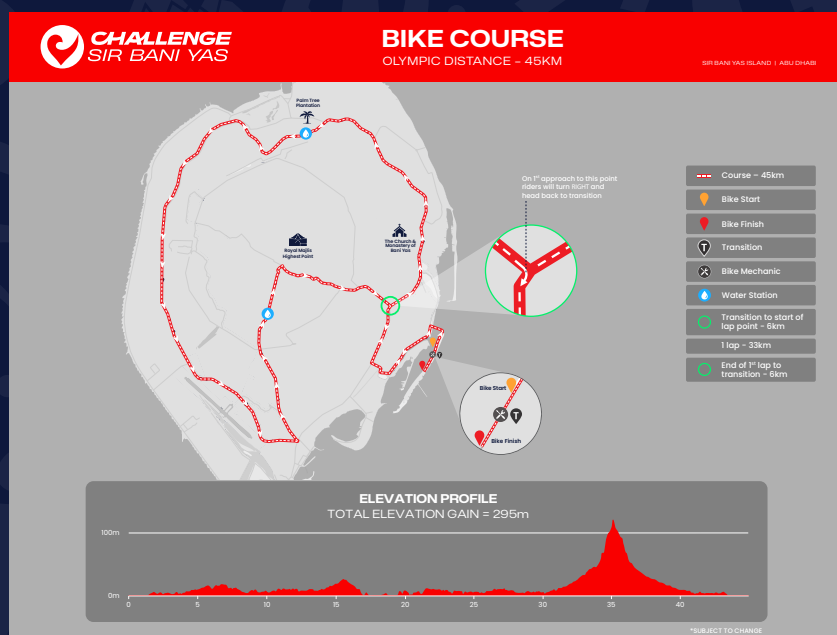 CHALLENGE
SIR BANI YAS
BIKE COURSE
OLYMPIC DISTANCE – 45KM
SIR BANI YAS ISLAND | ABU DHABI
Palm Tree
Plantation
On 1st approach to this point
riders will turn RIGHT and
head back to transition
The Church &
Monastery of
Bani Yas
Royal Majlis
Highest Point
Course – 45km
Bike Start
Bike Finish
T
Transition
Bike Mechanic
Water Station
Transition to start of
lap point - 6km
1 lap - 33km
End of 1st lap to
transition - 6km
T
Bike Start
T
Bike Finish
ELEVATION PROFILE
TOTAL ELEVATION GAIN = 295m
100m
0m
0 5 10 15 20 25 30 35 40
*SUBJECT TO CHANGE